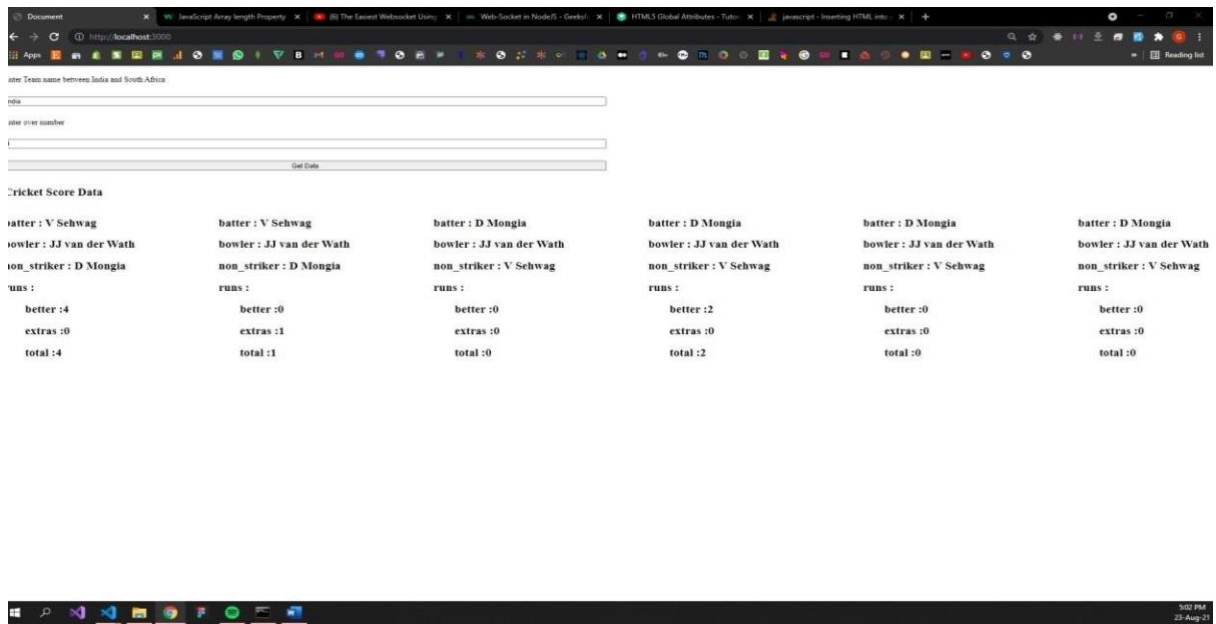 Document
JavaScript Array length Property
(6) The Easiest Websocket Using
Web-Socket in NodeJS - Geeksf
HTML5 Global Attributes - Tutor
javascript - Inserting HTML into
http://localhost:3000
Apps
Reading list
nter Team name between India and South Africa
ndia
nter over number
Get Data
Cricket Score Data
batter : V Sehwag batter : V Sehwag batter : D Mongia batter : D Mongia batter : D Mongia batter : D Mongia
bowler : JJ van der Wath bowler : JJ van der Wath bowler : JJ van der Wath bowler : JJ van der Wath bowler : JJ van der Wath bowler : JJ van der Wath
non_striker : D Mongia non_striker : D Mongia non_striker : V Sehwag non_striker : V Sehwag non_striker : V Sehwag non_striker : V Sehwag
runs : runs : runs : runs : runs : runs :
better :4 better :0 better :0 better :2 better :0 better :0
extras :0 extras :1 extras :0 extras :0 extras :0 extras :0
total :4 total :1 total :0 total :2 total :0 total :0
5:02 PM
23-Aug-21